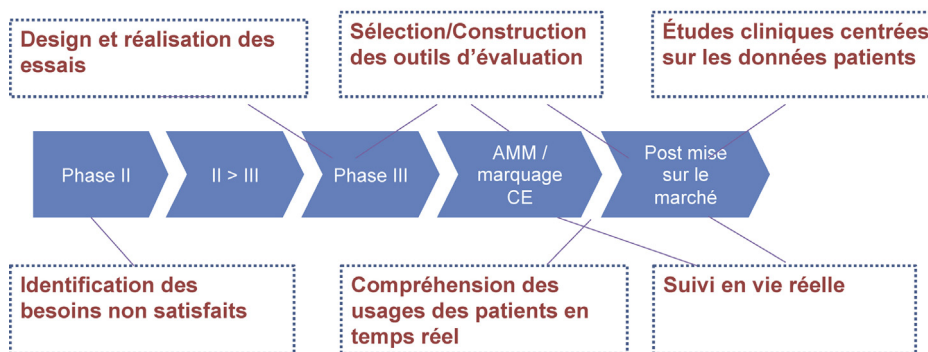 Design et réalisation des
essais
Sélection/Construction
des outils d'évaluation
Études cliniques centrées
sur les données patients
Phase II
II > III
Phase III
AMM /
marquage
CE
Post mise
sur le
marché
Identification des
besoins non satisfaits
Compréhension des
usages des patients en
temps réel
Suivi en vie réelle